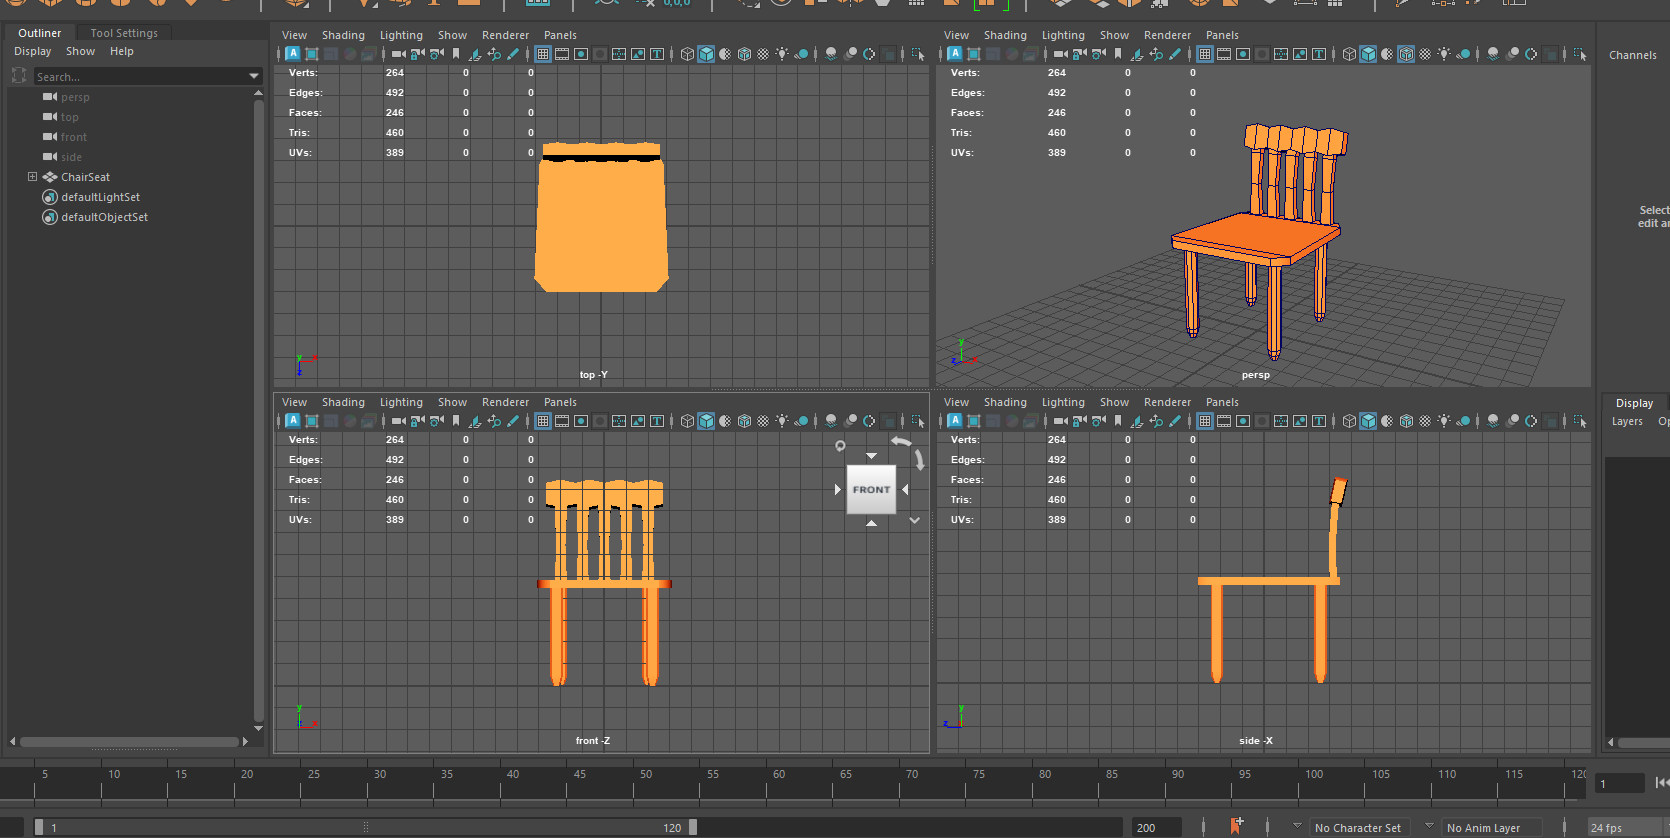 Outliner
Tool Settings
Display Show Help
Search...
persp
top
front
side
ChairSeat
defaultLightSet
defaultObjectSet
View Shading Lighting Show Renderer Panels
Verts: 264 0 0
Edges: 492 0 0
Faces: 246 0 0
Tris: 460 0 0
UVs: 389 0 0
y
x
z
top -Y
View Shading Lighting Show Renderer Panels
Verts: 264 0 0
Edges: 492 0 0
Faces: 246 0 0
Tris: 460 0 0
UVs: 389 0 0
y
z
x
persp
View Shading Lighting Show Renderer Panels
Verts: 264 0 0
Edges: 492 0 0
Faces: 246 0 0
Tris: 460 0 0
UVs: 389 0 0
FRONT
y
z
x
front -Z
View Shading Lighting Show Renderer Panels
Verts: 264 0 0
Edges: 492 0 0
Faces: 246 0 0
Tris: 460 0 0
UVs: 389 0 0
y
z
side -X
Channels
Select
edit
Display
Layers
5 10 15 20 25 30 35 40 45 50 55 60 65 70 75 80 85 90 95 100 105 110 115 120
1
1 120 200 No Character Set No Anim Layer 24 fps